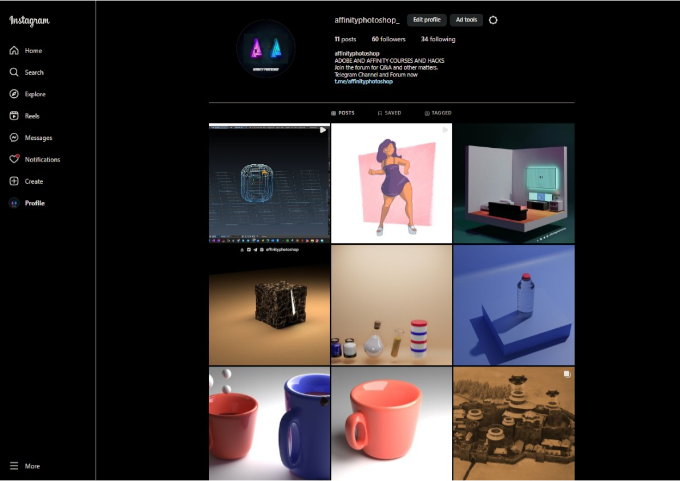 Instagram
Home
Search
Explore
Reels
Messages
Notifications
Create
Profile
More
affinityphotoshop_ Edit profile Ad tools
11 posts 60 followers 34 following
affinityphotoshop
ADOBE AND AFFINITY COURSES AND HACKS
Join the forum for Q&A and other matters.
Telegram Channel and Forum now
t.me/affinityphotoshop
POSTS SAVED TAGGED
affinityphotoshop